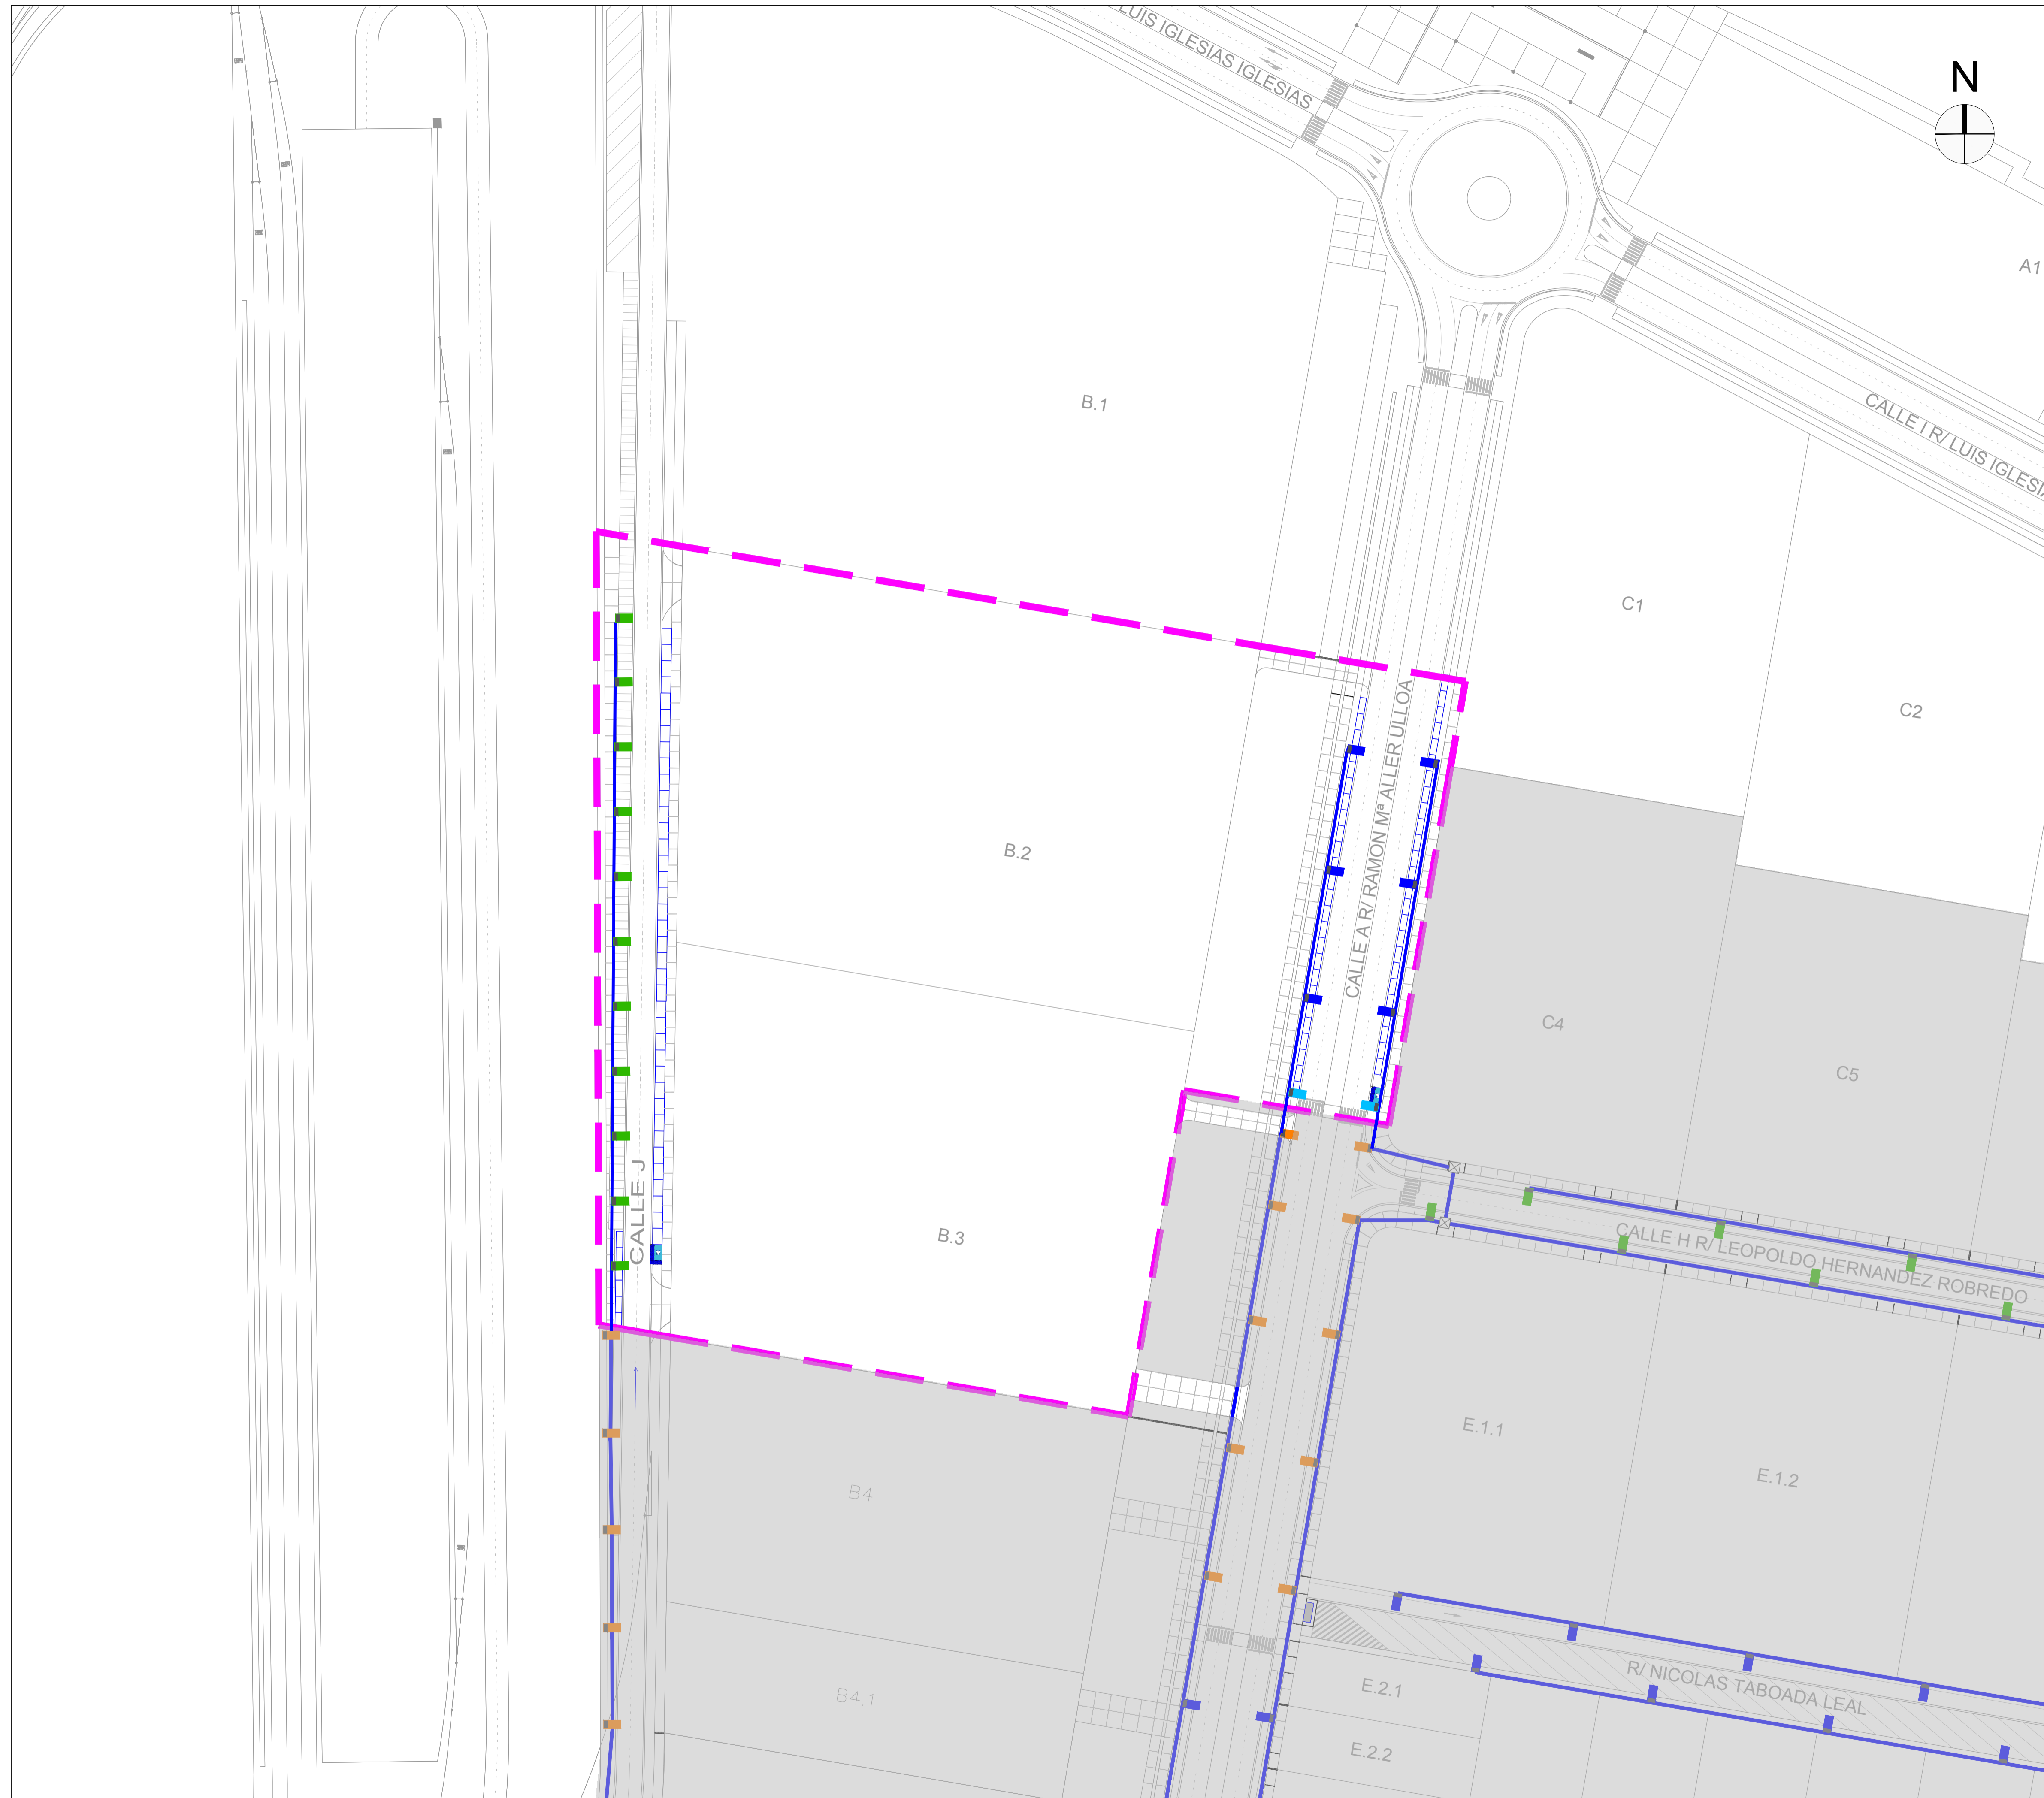 LUIS IGLESIAS IGLESIAS
N
A1
B.1
CALLE I R/ LUIS IGLESIA
C1
C2
CALLE A R/ RAMON Mª ALLER ULLOA
B.2
C4
C5
CALLE J
B.3
CALLE H R/ LEOPOLDO HERNANDEZ ROBREDO
E.1.1
E.1.2
B4
R/ NICOLAS TABOADA LEAL
E.2.1
B4.1
E.2.2